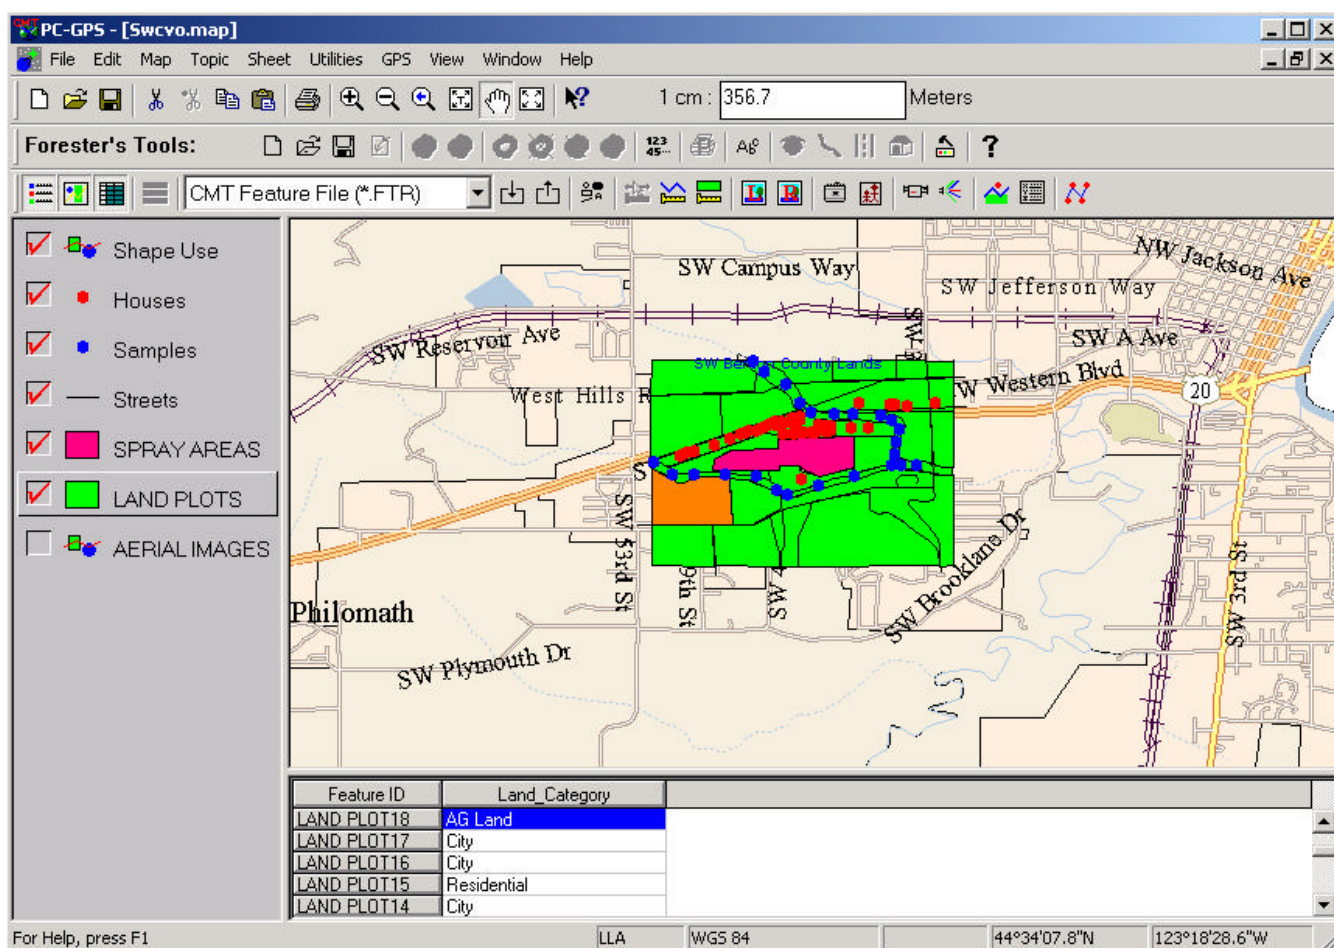 PC-GPS - [Swcvo.map]
File Edit Map Topic Sheet Utilities GPS View Window Help
1 cm : 356.7 Meters
Forester's Tools:
CMT Feature File (*.FTR)
Shape Use
Houses
Samples
Streets
SPRAY AREAS
LAND PLOTS
AERIAL IMAGES
SW Campus Way
NW Jackson Ave
SW Jefferson Way
SW Reservoir Ave
SW A Ave
West Hills R
W Western Blvd
20
S
SW 53rd St
9th St
SW 4
SW Brooklane Dr
SW 3rd St
Philomath
SW Plymouth Dr
Feature ID Land_Category
LAND PLOT18 AG Land
LAND PLOT17 City
LAND PLOT16 City
LAND PLOT15 Residential
LAND PLOT14 City
For Help, press F1 LLA WGS 84 44°34'07.8"N 123°18'28.6"W